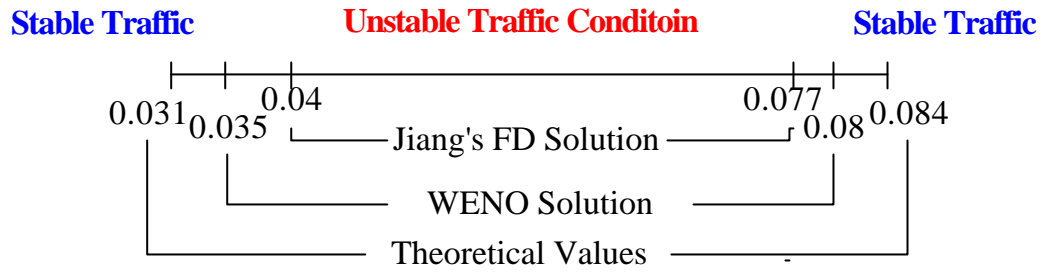 Stable Traffic Unstable Traffic Conditoin Stable Traffic
0.031 0.035 0.04 0.077 0.08 0.084
Jiang's FD Solution
WENO Solution
Theoretical Values